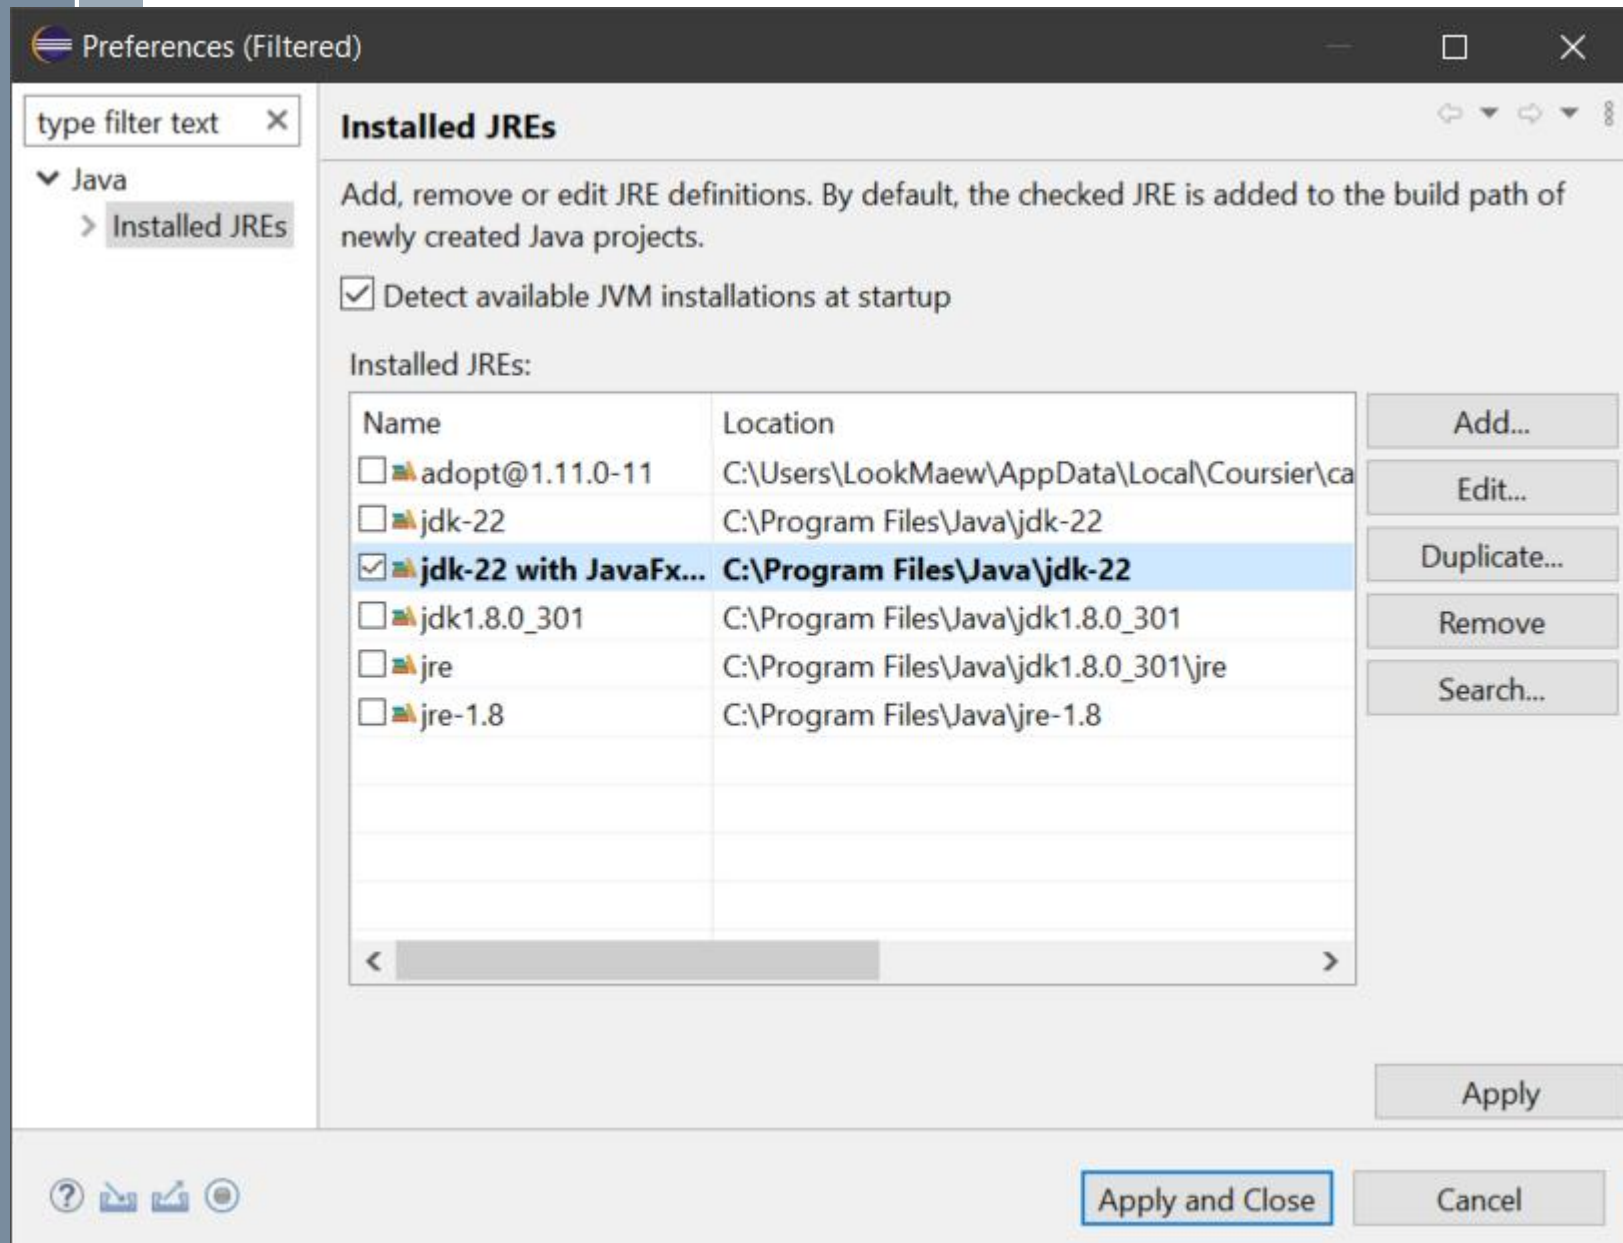 Preferences (Filtered)
type filter text
Java
Installed JREs
Installed JREs
Add, remove or edit JRE definitions. By default, the checked JRE is added to the build path of
newly created Java projects.
Detect available JVM installations at startup
Installed JREs:
Name Location
adopt@1.11.0-11 C:\Users\LookMaew\AppData\Local\Coursier\ca
jdk-22 C:\Program Files\Java\jdk-22
jdk-22 with JavaFx... C:\Program Files\Java\jdk-22
jdk1.8.0_301 C:\Program Files\Java\jdk1.8.0_301
jre C:\Program Files\Java\jdk1.8.0_301\jre
jre-1.8 C:\Program Files\Java\jre-1.8
Add...
Edit...
Duplicate...
Remove
Search...
Apply
Apply and Close Cancel